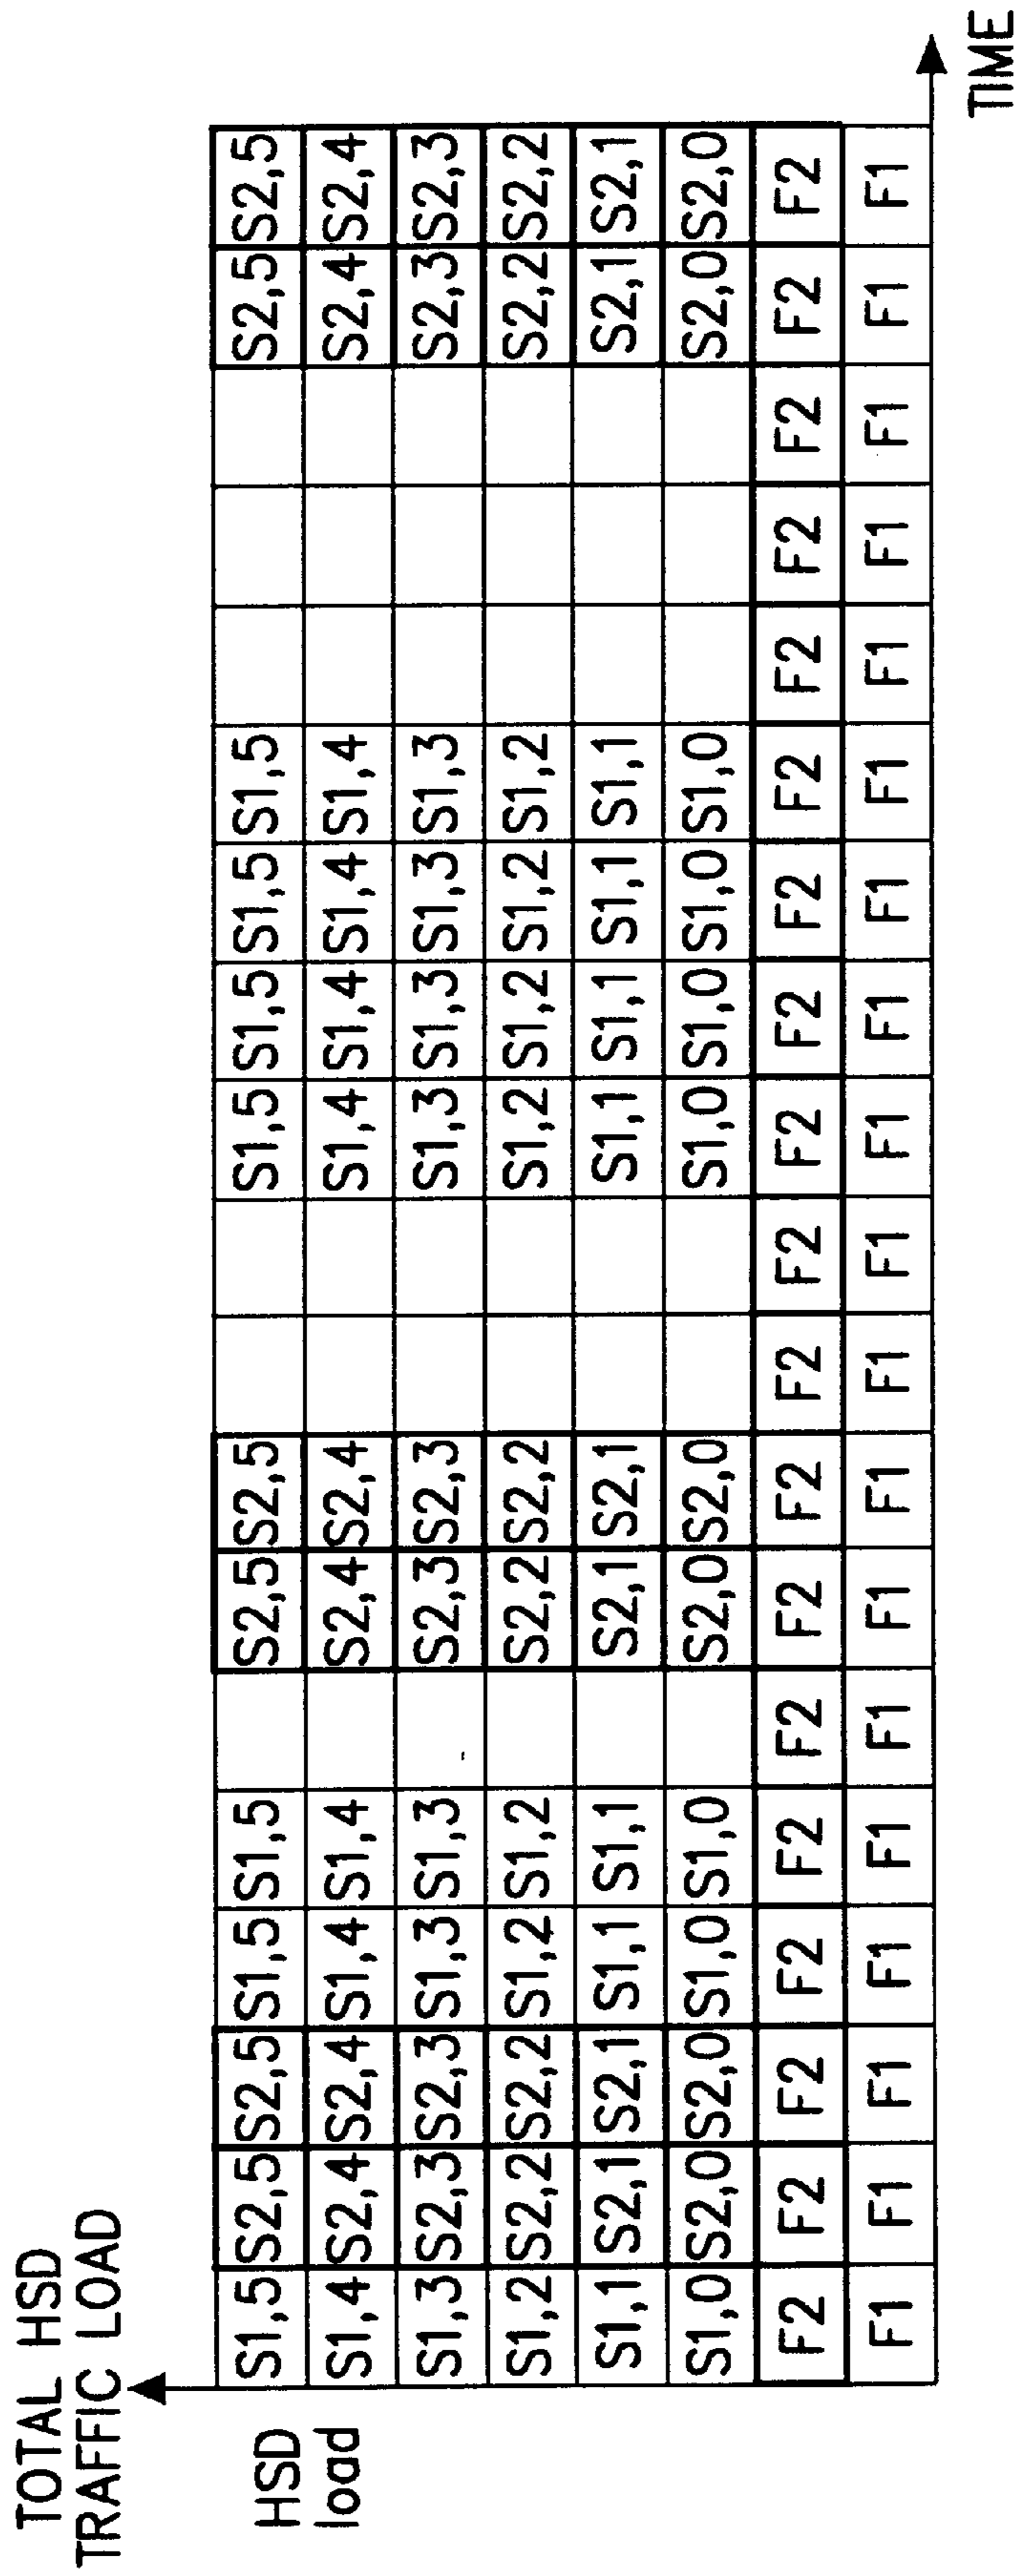 TOTAL HSD
TRAFFIC LOAD
HSD
load
S1,5 S2,5 S2,5 S1,5 S1,5 S2,5 S2,5 S1,5 S1,5 S1,5 S1,5 S2,5 S2,5
S1,4 S2,4 S2,4 S1,4 S1,4 S2,4 S2,4 S1,4 S1,4 S1,4 S1,4 S2,4 S2,4
S1,3 S2,3 S2,3 S1,3 S1,3 S2,3 S2,3 S1,3 S1,3 S1,3 S1,3 S2,3 S2,3
S1,2 S2,2 S2,2 S1,2 S1,2 S2,2 S2,2 S1,2 S1,2 S1,2 S1,2 S2,2 S2,2
S1,1 S2,1 S2,1 S1,1 S1,1 S2,1 S2,1 S1,1 S1,1 S1,1 S1,1 S2,1 S2,1
S1,0 S2,0 S2,0 S1,0 S1,0 S2,0 S2,0 S1,0 S1,0 S1,0 S1,0 S2,0 S2,0
F2 F2 F2 F2 F2 F2 F2 F2 F2 F2 F2 F2 F2 F2 F2 F2 F2 F2 F2
F1 F1 F1 F1 F1 F1 F1 F1 F1 F1 F1 F1 F1 F1 F1 F1 F1 F1 F1
TIME